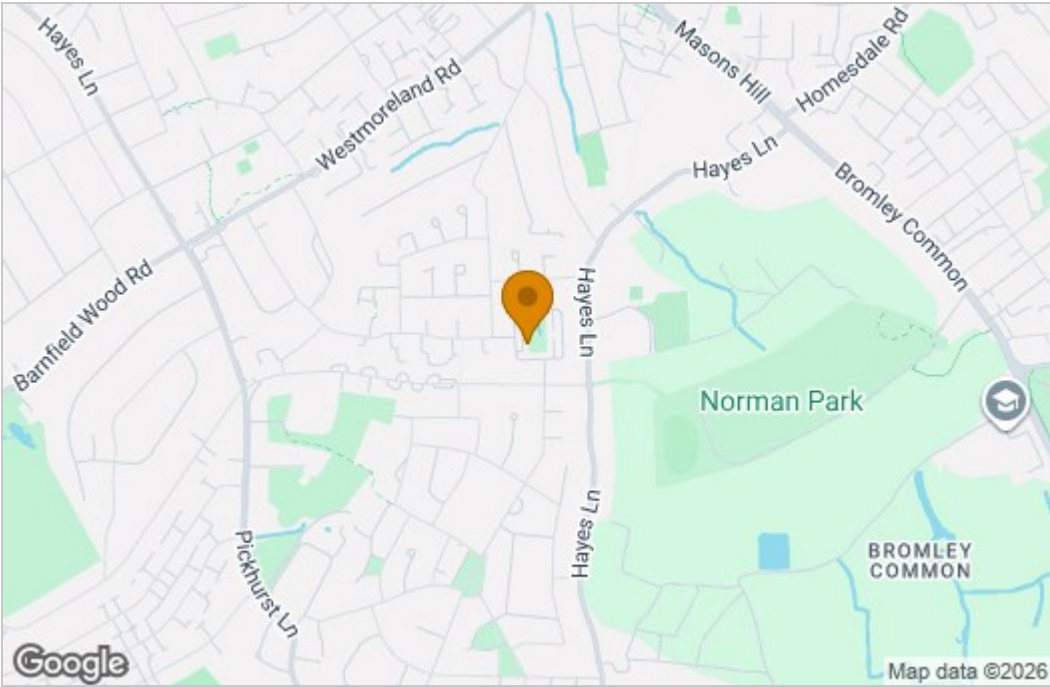 Hayes Ln
Masons Hill
Homesdale Rd
Westmoreland Rd
Hayes Ln
Bromley Common
Barnfield Wood Rd
Hayes Ln
Norman Park
Hayes Ln
Pickhurst Ln
BROMLEY
COMMON
Google
Map data ©2026